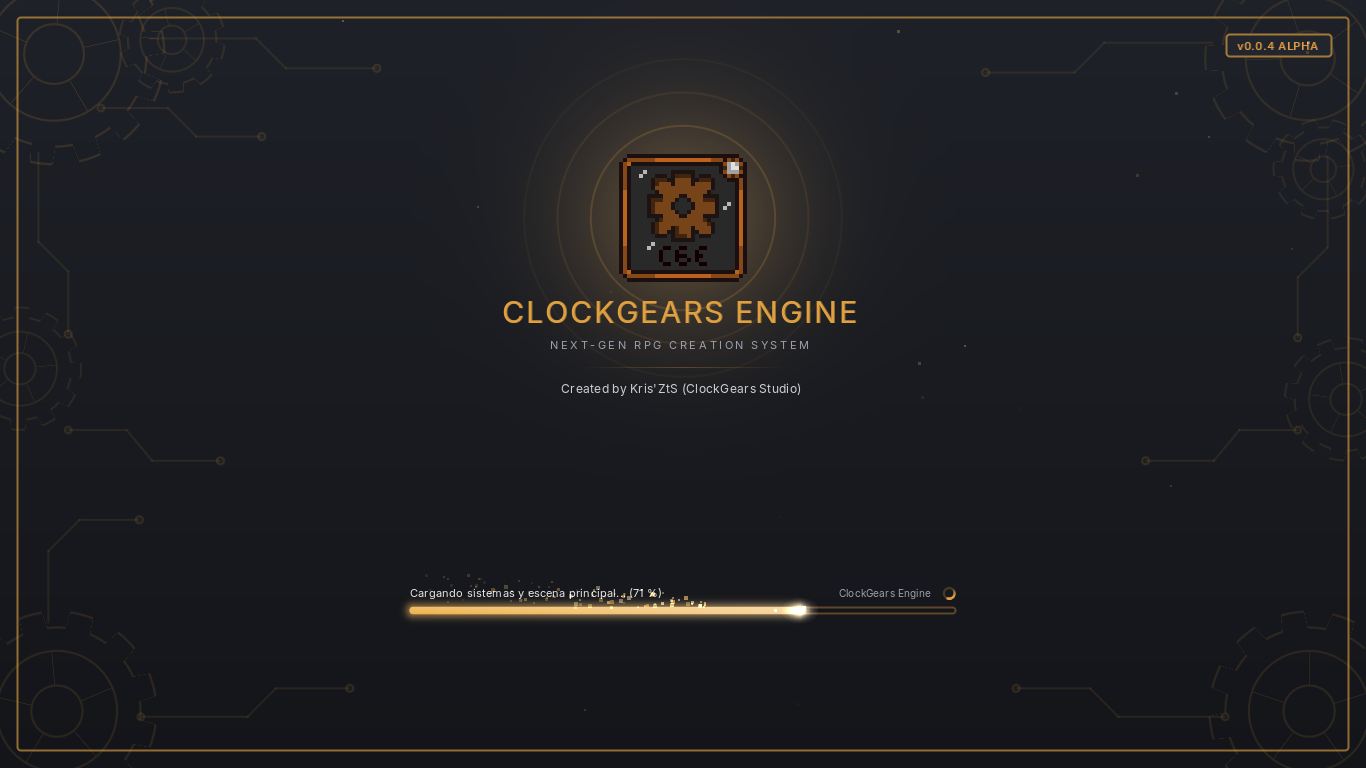 v0.0.4 ALPHA
CGE
CLOCKGEARS ENGINE
NEXT-GEN RPG CREATION SYSTEM
Created by Kris'ZtS (ClockGears Studio)
Cargando sistemas y escena principal... (71 %)
ClockGears Engine